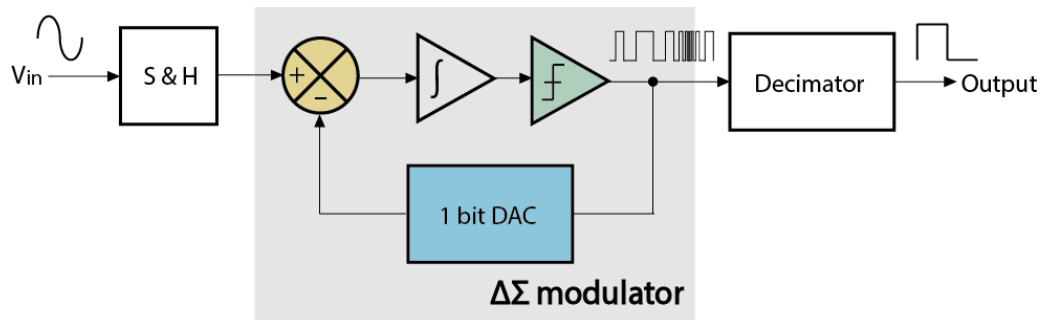 Vin
S & H
+
−
∫
Decimator
Output
1 bit DAC
ΔΣ modulator